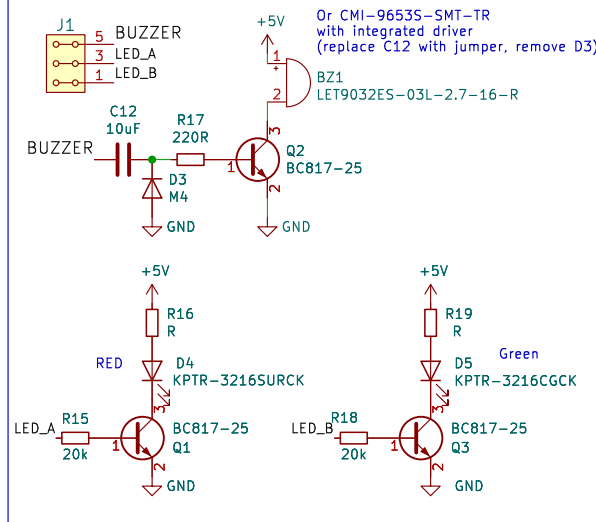 J1
5
BUZZER
3
LED_A
1
LED_B
+5V
Or CMI-9653S-SMT-TR
with integrated driver
(replace C12 with jumper, remove D3)
1
+
2
BZ1
LET9032ES-03L-2.7-16-R
C12
10uF
R17
220R
BUZZER
3
1
2
Q2
BC817-25
D3
M4
GND
GND
+5V
R16
R
RED
D4
KPTR-3216SURCK
LED_A
R15
20k
3
1
2
BC817-25
Q1
GND
+5V
R19
R
Green
D5
KPTR-3216CGCK
LED_B
R18
20k
3
1
2
BC817-25
Q3
GND